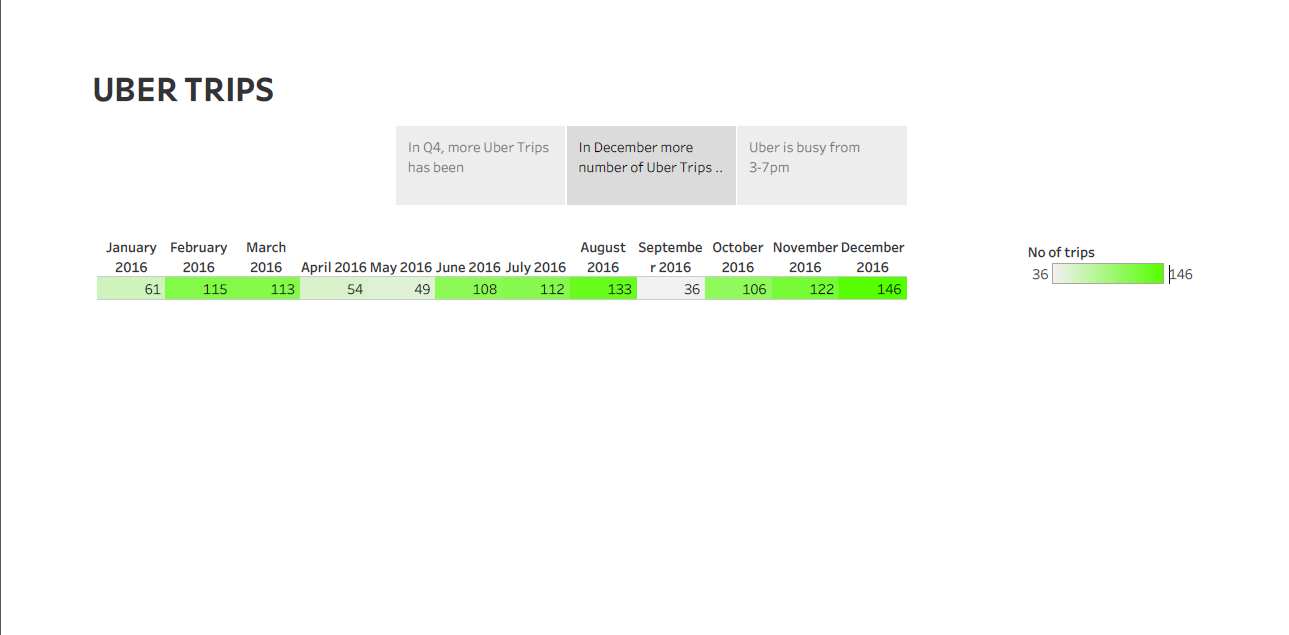 UBER TRIPS
In Q4, more Uber Trips
has been
In December more
number of Uber Trips ..
Uber is busy from
3-7pm
January
2016
February
2016
March
2016
April 2016
May 2016
June 2016
July 2016
August
2016
Septembe
r 2016
October
2016
November
2016
December
2016
61
115
113
54
49
108
112
133
36
106
122
146
No of trips
36
146